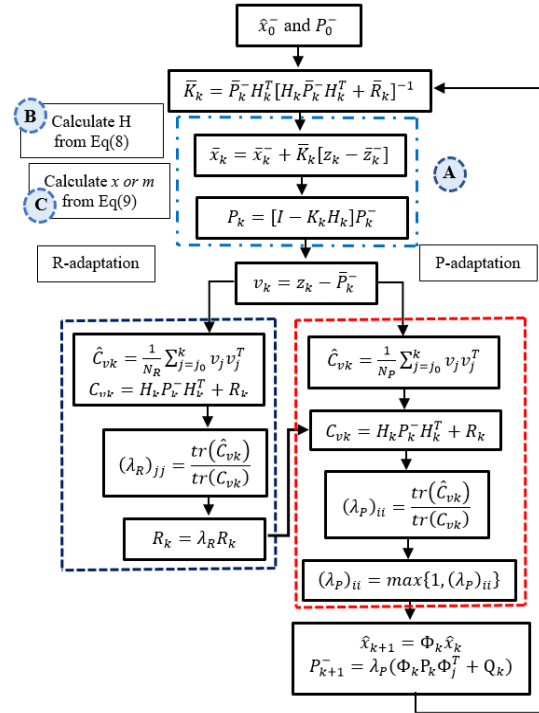 x̂₀⁻ and P₀⁻
K̄ₖ = P̄ₖ⁻Hₖᵀ[HₖP̄ₖ⁻Hₖᵀ + R̄ₖ]⁻¹
B
Calculate H
from Eq(8)
x̄ₖ = x̄ₖ⁻ + K̄ₖ[zₖ − z̄ₖ⁻]
A
Calculate x or m
from Eq(9)
C
Pₖ = [I − KₖHₖ]Pₖ⁻
R-adaptation
P-adaptation
vₖ = zₖ − P̄ₖ⁻
Ĉᵥₖ = 1/N_R ∑ⱼ₌ⱼ₀ᵏ vⱼvⱼᵀ
Cᵥₖ = HₖPₖ⁻Hₖᵀ + Rₖ
(λ_R)ⱼⱼ = tr(Ĉᵥₖ)/tr(Cᵥₖ)
Rₖ = λ_R Rₖ
Ĉᵥₖ = 1/N_P ∑ⱼ₌ⱼ₀ᵏ vⱼvⱼᵀ
Cᵥₖ = HₖPₖ⁻Hₖᵀ + Rₖ
(λ_P)ᵢᵢ = tr(Ĉᵥₖ)/tr(Cᵥₖ)
(λ_P)ᵢᵢ = max{1, (λ_P)ᵢᵢ}
x̂ₖ₊₁ = Φₖx̂ₖ
Pₖ₊₁⁻ = λ_P(ΦₖPₖΦⱼᵀ + Qₖ)